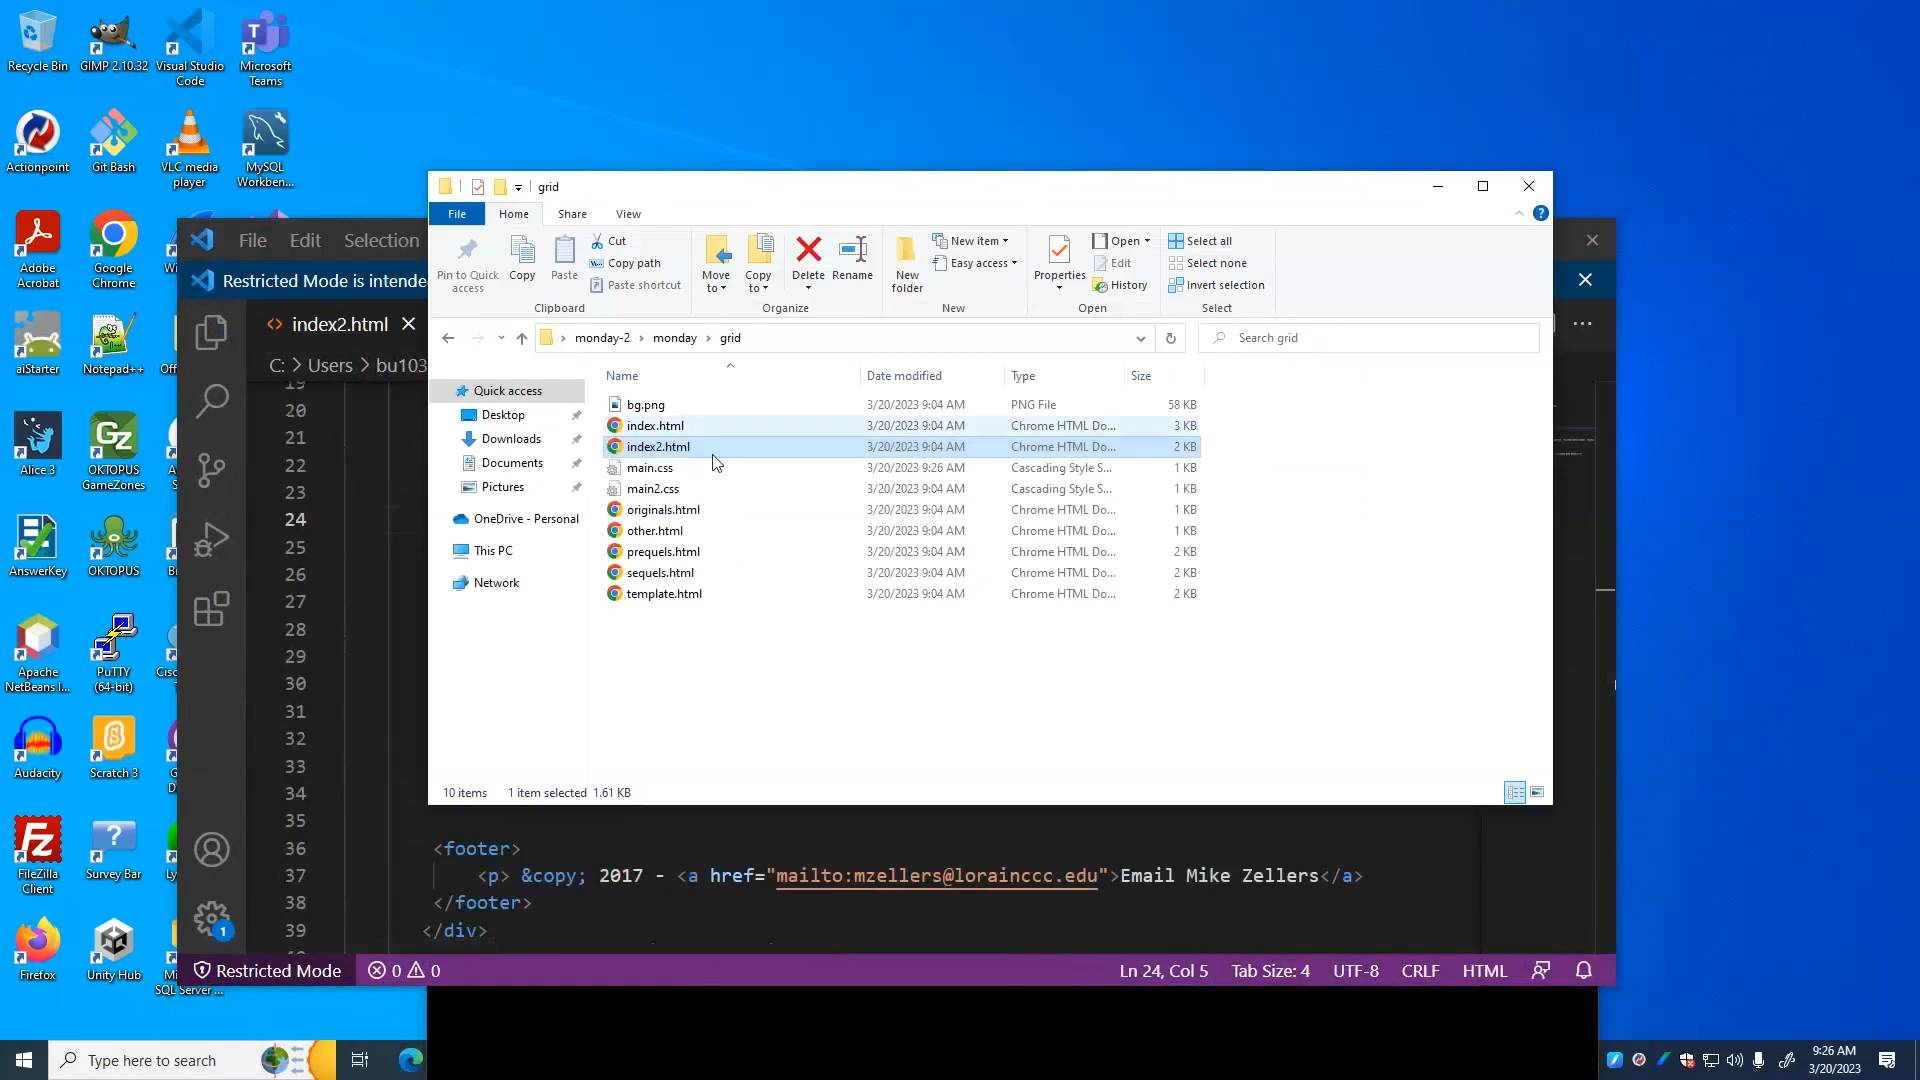 Recycle Bin
GIMP 2.10.32
Visual Studio
Code
Microsoft
Teams
Actionpoint
Git Bash
VLC media
player
MySQL
Workben...
Adobe
Acrobat
Google
Chrome
aiStarter
Notepad++
Alice 3
OKTOPUS
GameZones
AnswerKey
OKTOPUS
Apache
NetBeans I...
PuTTY
(64-bit)
Audacity
Scratch 3
FileZilla
Client
Survey Bar
Firefox
Unity Hub
SQL Server ...
grid
File
Home
Share
View
Pin to Quick
access
Copy
Paste
Cut
Copy path
Paste shortcut
Clipboard
Move
to
Copy
to
Delete
Rename
Organize
New
folder
New item
Easy access
New
Properties
Open
Edit
History
Open
Select all
Select none
Invert selection
Select
monday-2 > monday > grid
Search grid
Name Date modified Type Size
Quick access
Desktop
Downloads
Documents
Pictures
OneDrive - Personal
This PC
Network
bg.png 3/20/2023 9:04 AM PNG File 58 KB
index.html 3/20/2023 9:04 AM Chrome HTML Do... 3 KB
index2.html 3/20/2023 9:04 AM Chrome HTML Do... 2 KB
main.css 3/20/2023 9:26 AM Cascading Style S... 1 KB
main2.css 3/20/2023 9:04 AM Cascading Style S... 1 KB
originals.html 3/20/2023 9:04 AM Chrome HTML Do... 1 KB
other.html 3/20/2023 9:04 AM Chrome HTML Do... 1 KB
prequels.html 3/20/2023 9:04 AM Chrome HTML Do... 2 KB
sequels.html 3/20/2023 9:04 AM Chrome HTML Do... 2 KB
template.html 3/20/2023 9:04 AM Chrome HTML Do... 2 KB
10 items 1 item selected 1.61 KB
File Edit Selection
Restricted Mode is intende
index2.html
C: > Users > bu103
19
20
21
22
23
24
25
26
27
28
29
30
31
32
33
34
35
36 <footer>
37 <p> &copy; 2017 - <a href="mailto:mzellers@lorainccc.edu">Email Mike Zellers</a>
38 </footer>
39 </div>
1
Restricted Mode
0 0
Ln 24, Col 5 Tab Size: 4 UTF-8 CRLF HTML
Type here to search
9:26 AM
3/20/2023